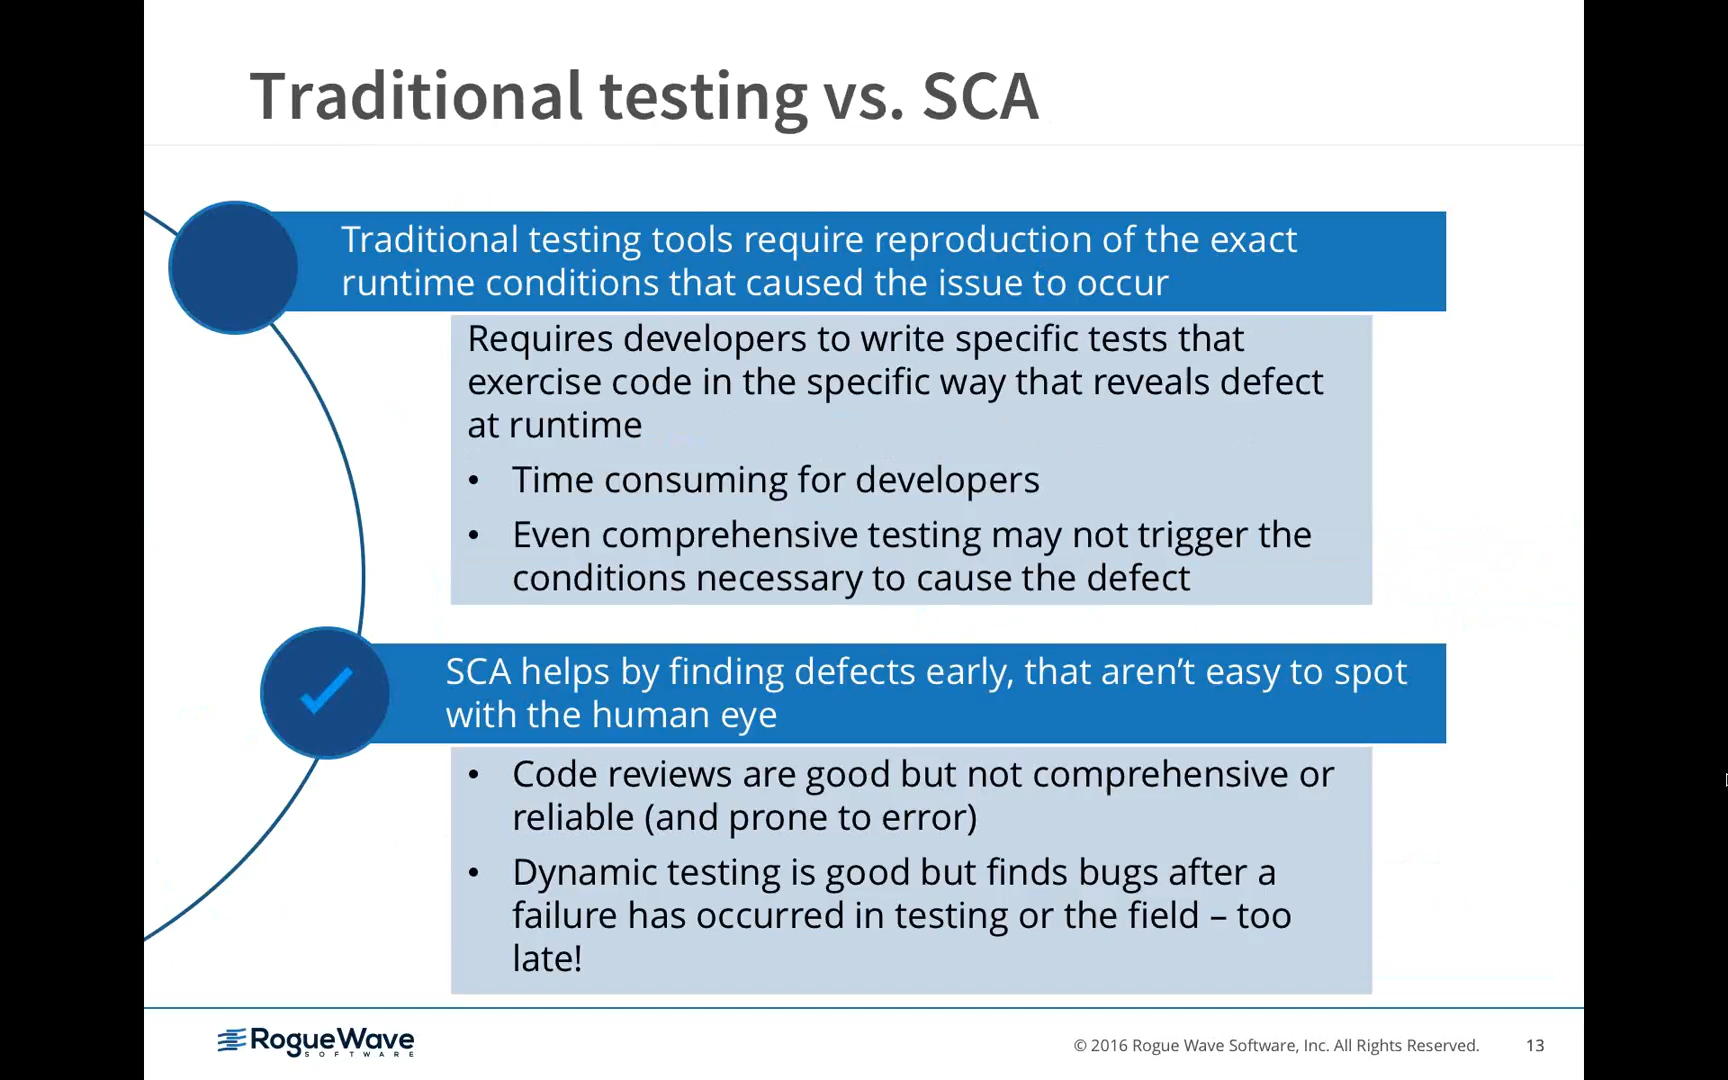 Traditional testing vs. SCA
Traditional testing tools require reproduction of the exact
runtime conditions that caused the issue to occur
Requires developers to write specific tests that
exercise code in the specific way that reveals defect
at runtime
• Time consuming for developers
• Even comprehensive testing may not trigger the
conditions necessary to cause the defect
SCA helps by finding defects early, that aren’t easy to spot
with the human eye
• Code reviews are good but not comprehensive or
reliable (and prone to error)
• Dynamic testing is good but finds bugs after a
failure has occurred in testing or the field – too
late!
RogueWave
SOFTWARE
© 2016 Rogue Wave Software, Inc. All Rights Reserved.
13